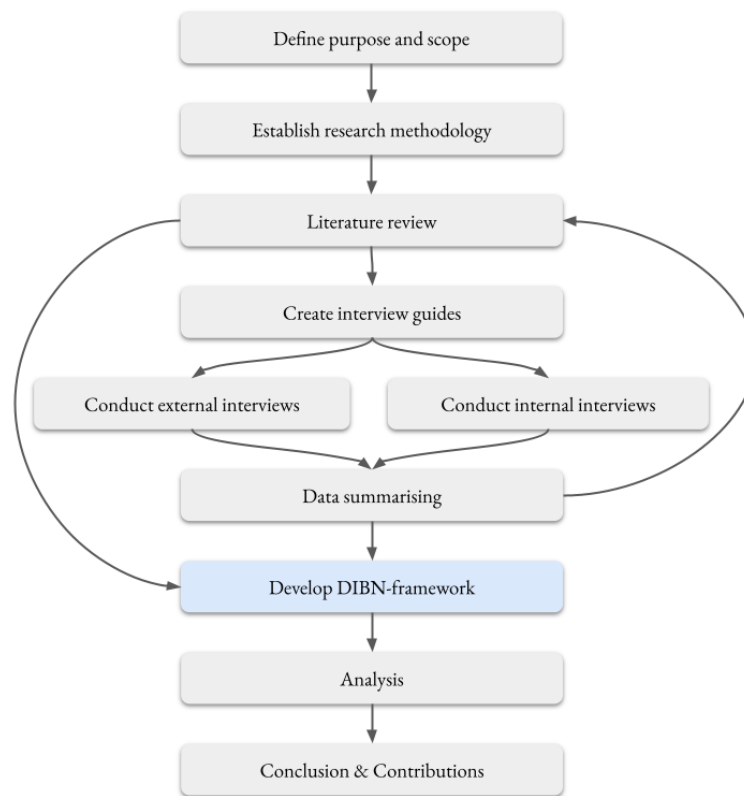 Define purpose and scope
Establish research methodology
Literature review
Create interview guides
Conduct external interviews
Conduct internal interviews
Data summarising
Develop DIBN-framework
Analysis
Conclusion & Contributions